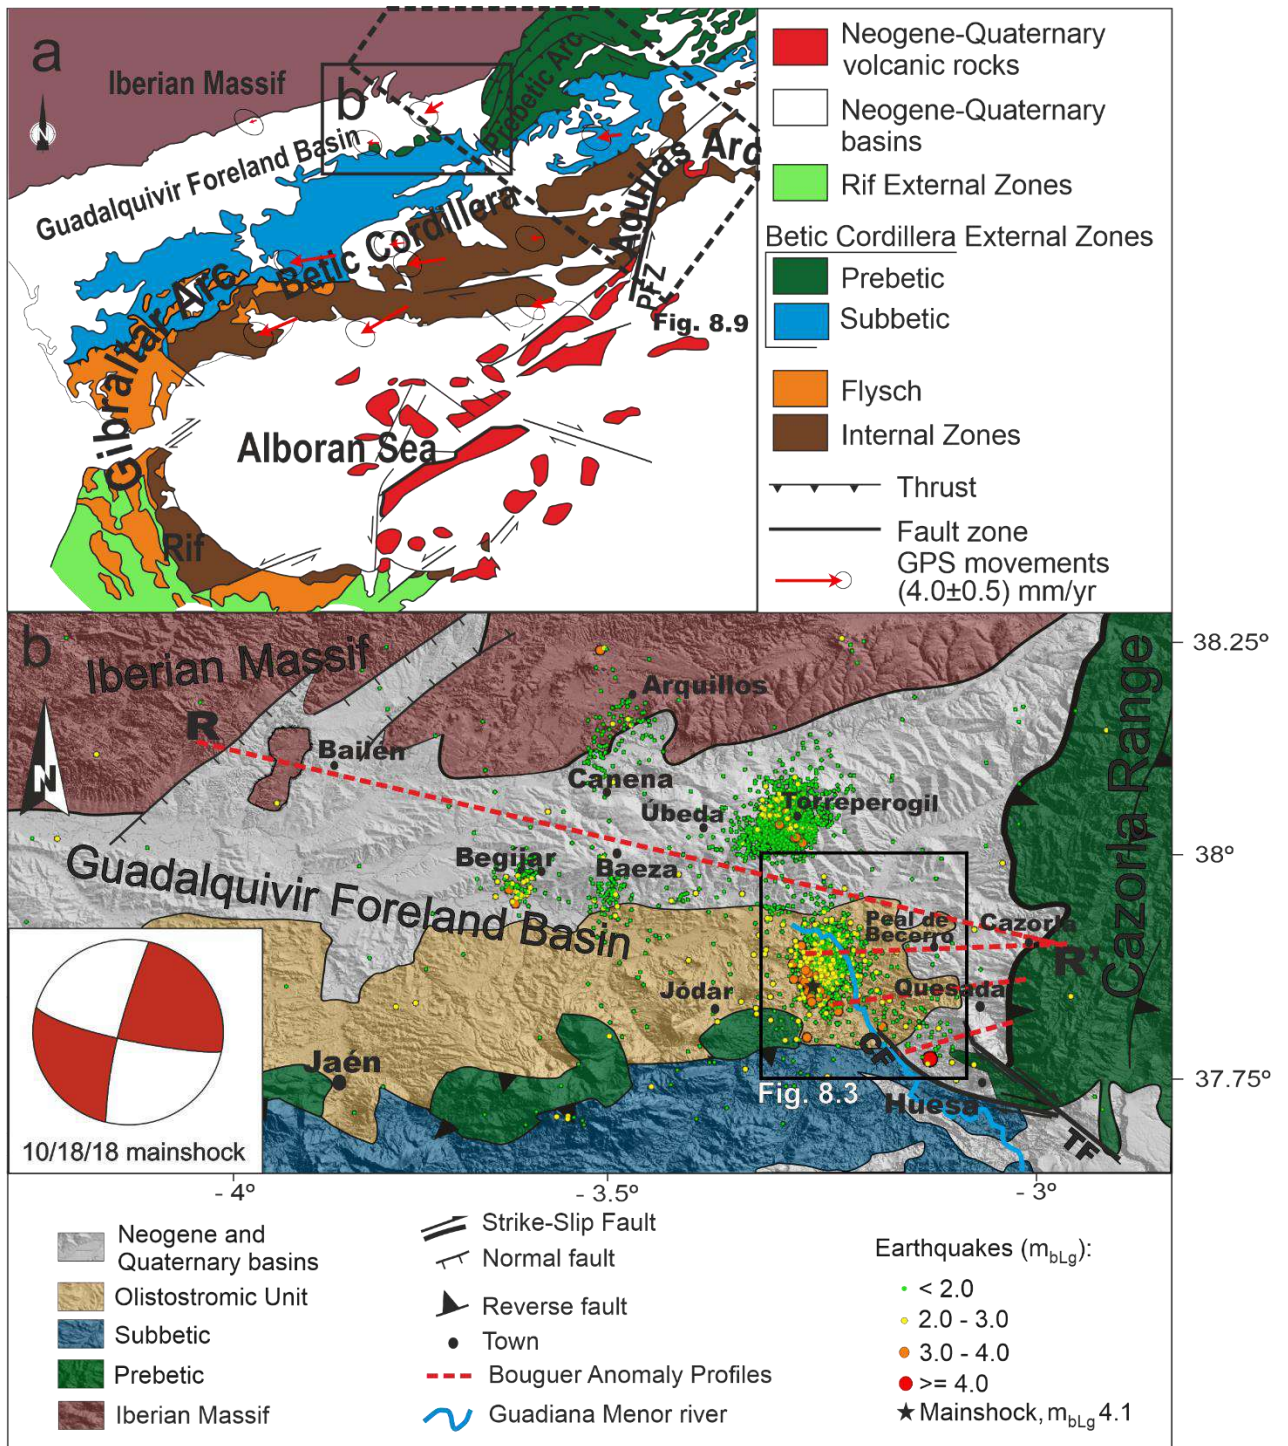 a
Iberian Massif
b
Prebetic Arc
Guadalquivir Foreland Basin
Aguilas Arc
Betic Cordillera
Gibraltar Arc
PFZ
Fig. 8.9
Alboran Sea
Rif
Neogene-Quaternary
volcanic rocks
Neogene-Quaternary
basins
Rif External Zones
Betic Cordillera External Zones
Prebetic
Subbetic
Flysch
Internal Zones
Thrust
Fault zone
GPS movements
(4.0±0.5) mm/yr
b
Iberian Massif
N
R
Bailén
Arquillos
Canena
Úbeda
Torreperogil
Begíjar
Baeza
Guadalquivir Foreland Basin
Peal de
Becerro
Cazorla
R'
Cazorla Range
Jódar
Quesada
Jaén
CF
Fig. 8.3
Huesa
TF
10/18/18 mainshock
38.25º
38º
37.75º
- 4º
- 3.5º
- 3º
Neogene and
Quaternary basins
Olistostromic Unit
Subbetic
Prebetic
Iberian Massif
Strike-Slip Fault
Normal fault
Reverse fault
Town
Bouguer Anomaly Profiles
Guadiana Menor river
Earthquakes (mbLg):
< 2.0
2.0 - 3.0
3.0 - 4.0
>= 4.0
Mainshock, mbLg 4.1